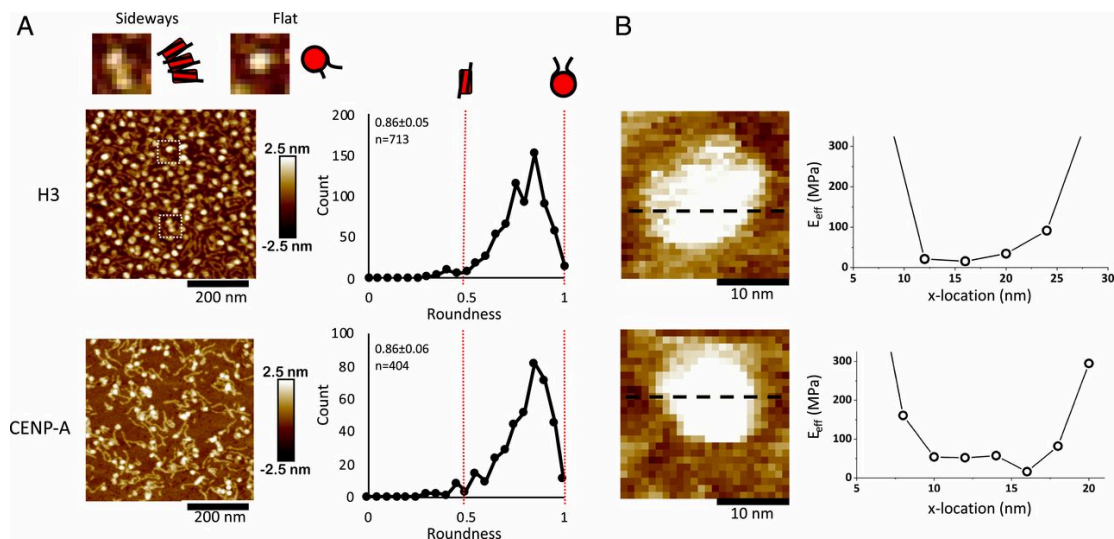 A
Sideways
Flat
B
H3
2.5 nm
-2.5 nm
200 nm
Count
200
150
100
50
0
0.86±0.05
n=713
0
0.5
1
Roundness
10 nm
E_eff (MPa)
300
200
100
0
5
10
15
20
25
30
x-location (nm)
CENP-A
2.5 nm
-2.5 nm
200 nm
Count
100
80
60
40
20
0
0.86±0.06
n=404
0
0.5
1
Roundness
10 nm
E_eff (MPa)
300
200
100
0
5
10
15
20
x-location (nm)